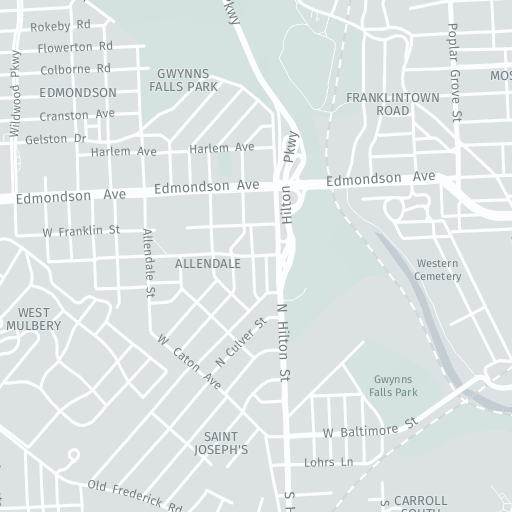 Pkwy
Rokeby Rd
Poplar Grove St
Flowerton Rd
Wildwood Pkwy
Colborne Rd
GWYNNS
FALLS PARK
MOS
EDMONDSON
FRANKLINTOWN
ROAD
Cranston Ave
Gelston Dr
Harlem Ave
Harlem Ave
Hilton Pkwy
Edmondson Ave
Edmondson Ave
Edmondson Ave
W Franklin St
Allendale St
ALLENDALE
Western
Cemetery
WEST
MULBERY
N Culver St
N Hilton St
W Caton Ave
Gwynns
Falls Park
W Baltimore St
SAINT
JOSEPH'S
Lohrs Ln
Old Frederick Rd
S H
S
CARROLL
SOUTH